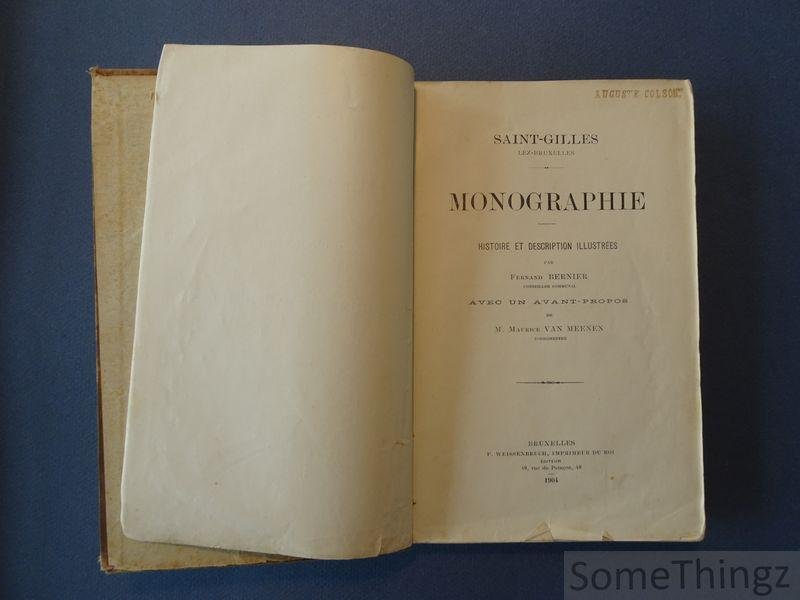 AUGUSTE COLSON
SAINT-GILLES
LEZ-BRUXELLES
MONOGRAPHIE
HISTOIRE ET DESCRIPTION ILLUSTRÉES
PAR
FERNAND BERNIER
CONSEILLER COMMUNAL
AVEC UN AVANT-PROPOS
DE
M. MAURICE VAN MEENEN
BOURGMESTRE
BRUXELLES
P. WEISSENBRUCH, IMPRIMEUR DU ROI
ÉDITEUR
49, rue du Poinçon, 49
1904
SomeThingz